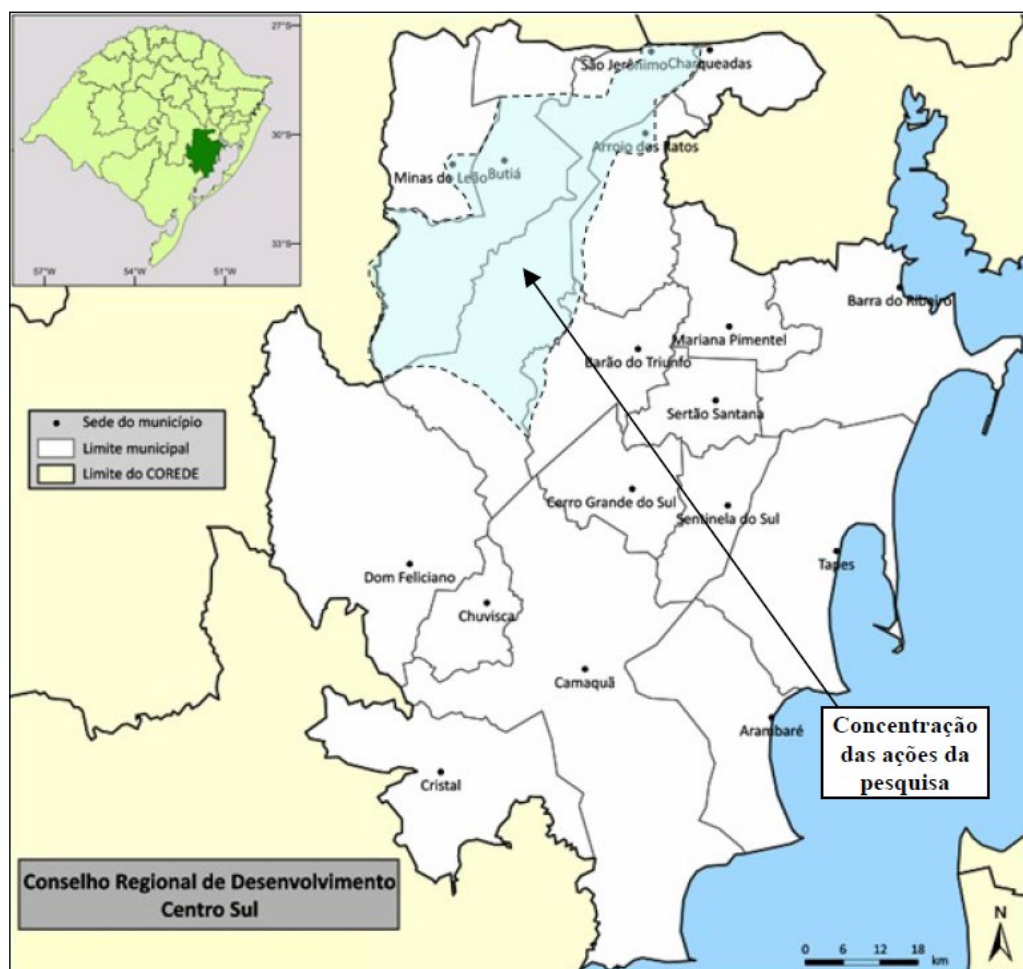 27°S
30°S
33°S
57°W
54°W
51°W
São Jerônimo
Charqueadas
Arroio dos Ratos
Minas do Leão
Butiá
Barra do Ribeiro
Mariana Pimentel
Barão do Triunfo
Sertão Santana
Sede do município
Limite municipal
Limite do COREDE
Cerro Grande do Sul
Sentinela do Sul
Tapes
Dom Feliciano
Chuvisca
Camaquã
Arambaré
Concentração
das ações da
pesquisa
Cristal
Conselho Regional de Desenvolvimento
Centro Sul
N
0 6 12 18
km